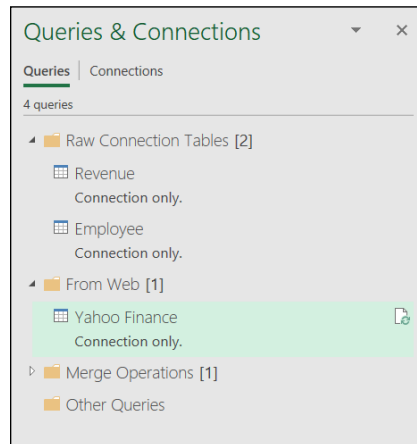 Queries & Connections
Queries | Connections
4 queries
Raw Connection Tables [2]
Revenue
Connection only.
Employee
Connection only.
From Web [1]
Yahoo Finance
Connection only.
Merge Operations [1]
Other Queries